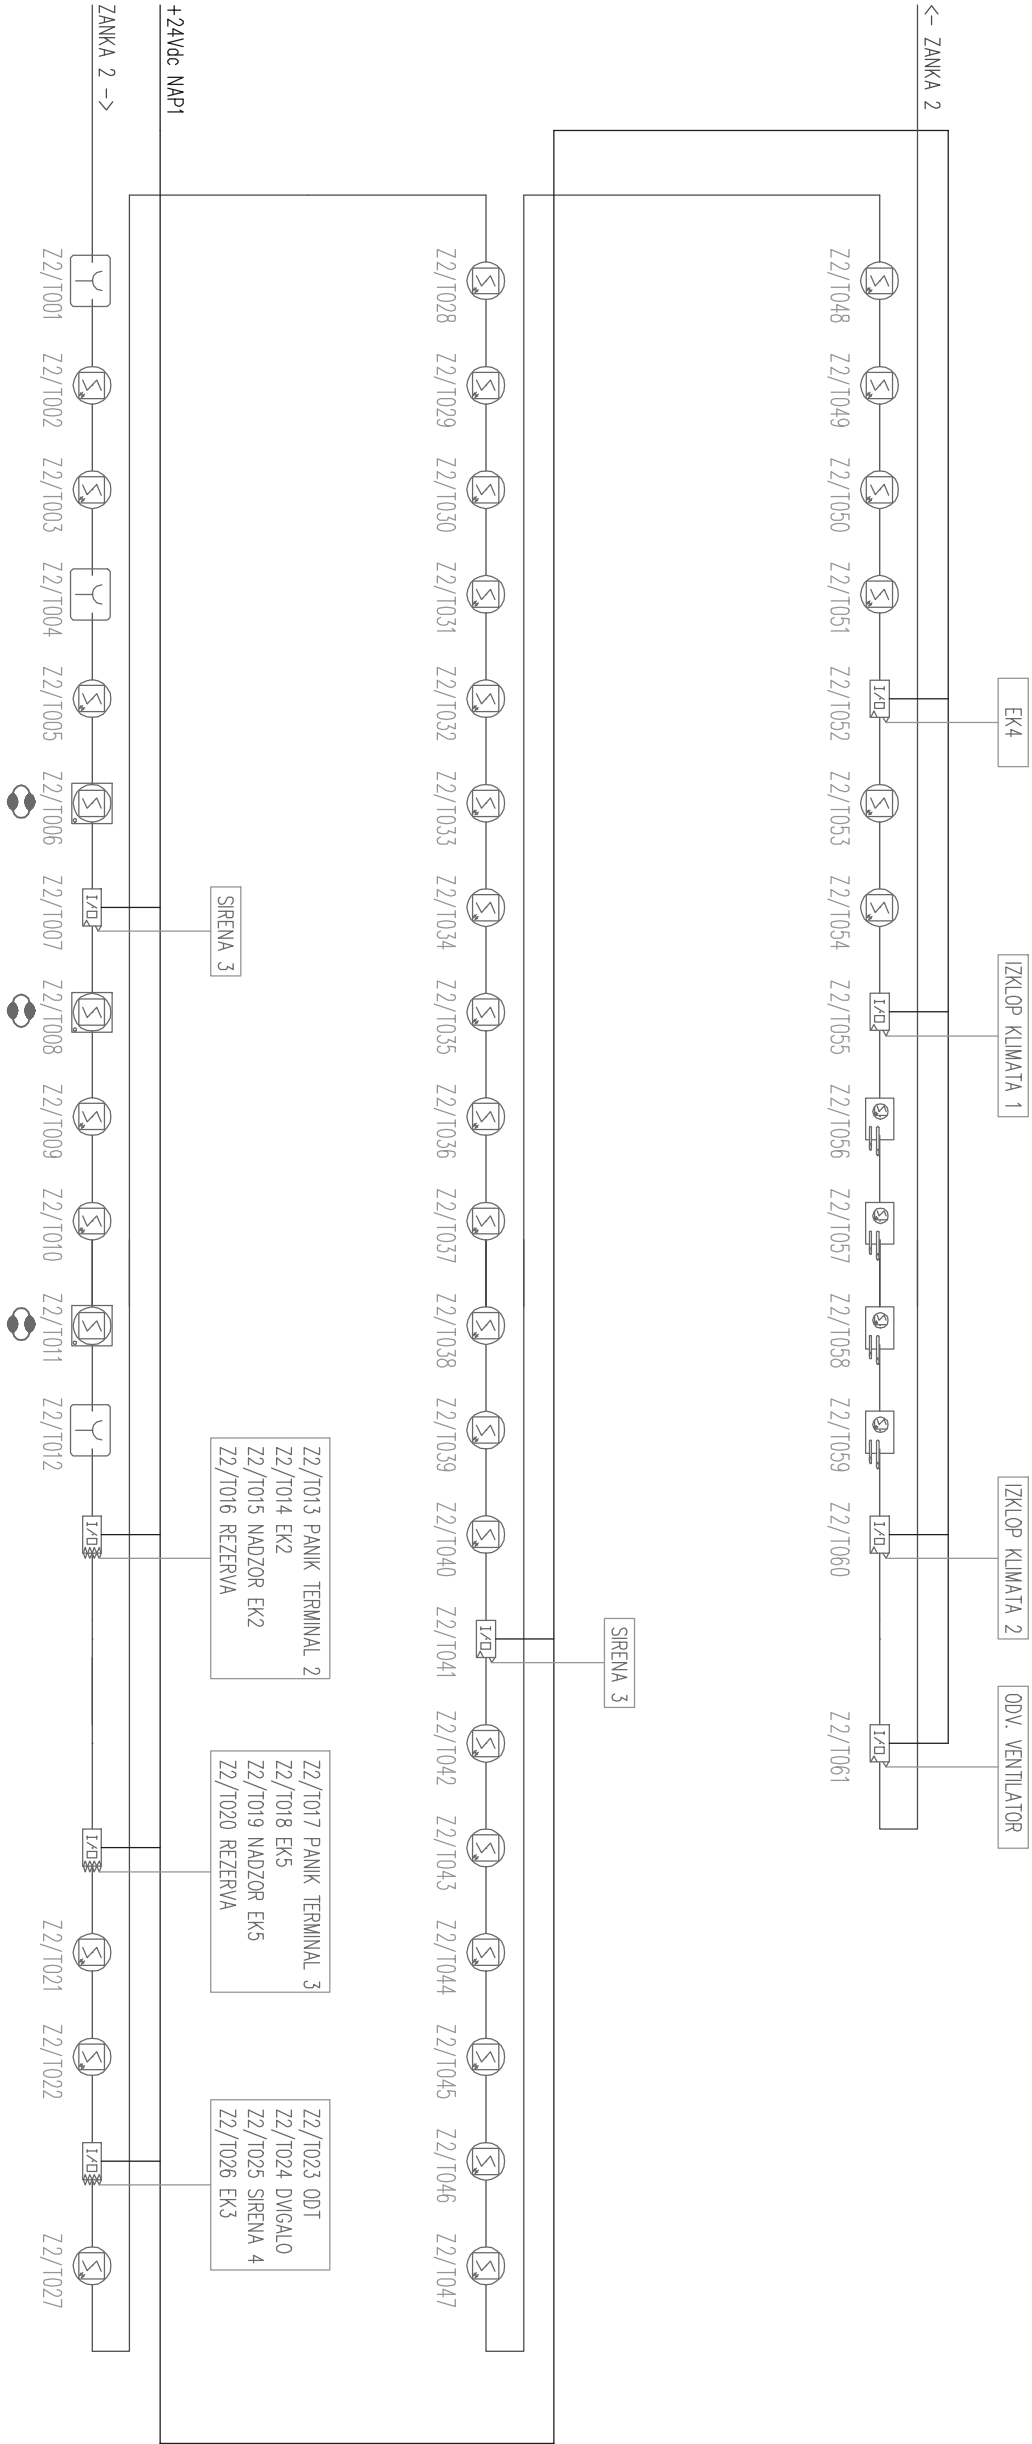 <- ZANKA 2
EK4
IZKLOP KLIMATA 1
IZKLOP KLIMATA 2
ODV. VENTILATOR
Z2/T048
Z2/T049
Z2/T050
Z2/T051
I/O
Z2/T052
Z2/T053
Z2/T054
I/O
Z2/T055
Z2/T056
Z2/T057
Z2/T058
Z2/T059
I/O
Z2/T060
I/O
Z2/T061
SIRENA 3
Z2/T028
Z2/T029
Z2/T030
Z2/T031
Z2/T032
Z2/T033
Z2/T034
Z2/T035
Z2/T036
Z2/T037
Z2/T038
Z2/T039
Z2/T040
I/O
Z2/T041
Z2/T042
Z2/T043
Z2/T044
Z2/T045
Z2/T046
Z2/T047
SIRENA 3
Z2/T013 PANIK TERMINAL 2
Z2/T014 EK2
Z2/T015 NADZOR EK2
Z2/T016 REZERVA
Z2/T017 PANIK TERMINAL 3
Z2/T018 EK5
Z2/T019 NADZOR EK5
Z2/T020 REZERVA
Z2/T023 ODT
Z2/T024 DVIGALO
Z2/T025 SIRENA 4
Z2/T026 EK3
+24Vdc NAP1
ZANKA 2 ->
Z2/T001
Z2/T002
Z2/T003
Z2/T004
Z2/T005
Z2/T006
I/O
Z2/T007
Z2/T008
Z2/T009
Z2/T010
Z2/T011
Z2/T012
I/O
I/O
Z2/T021
Z2/T022
I/O
Z2/T027